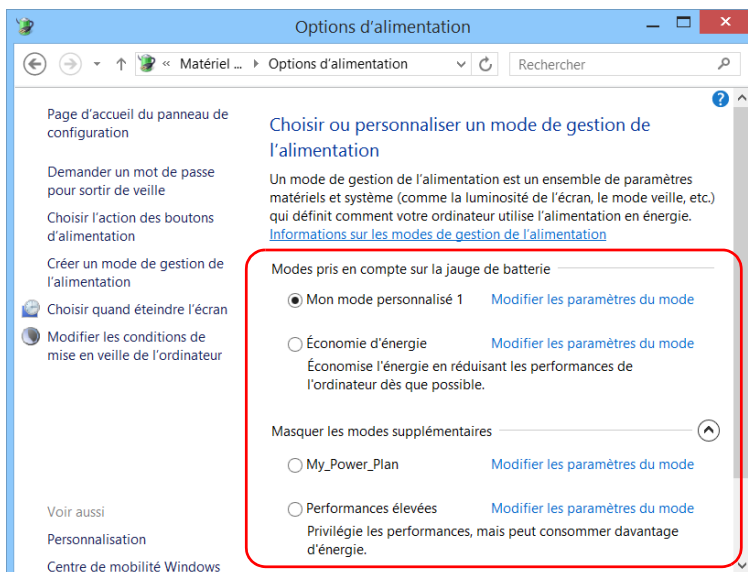 Options d'alimentation
« Matériel ... Options d'alimentation Rechercher
Page d'accueil du panneau de
configuration
Demander un mot de passe
pour sortir de veille
Choisir l'action des boutons
d'alimentation
Créer un mode de gestion de
l'alimentation
Choisir quand éteindre l'écran
Modifier les conditions de
mise en veille de l'ordinateur
Voir aussi
Personnalisation
Centre de mobilité Windows
Choisir ou personnaliser un mode de gestion de
l'alimentation
Un mode de gestion de l'alimentation est un ensemble de paramètres
matériels et système (comme la luminosité de l'écran, le mode veille, etc.)
qui définit comment votre ordinateur utilise l'alimentation en énergie.
Informations sur les modes de gestion de l'alimentation
Modes pris en compte sur la jauge de batterie
Mon mode personnalisé 1 Modifier les paramètres du mode
Économie d'énergie Modifier les paramètres du mode
Économise l'énergie en réduisant les performances de
l'ordinateur dès que possible.
Masquer les modes supplémentaires
My_Power_Plan Modifier les paramètres du mode
Performances élevées Modifier les paramètres du mode
Privilégie les performances, mais peut consommer davantage
d'énergie.